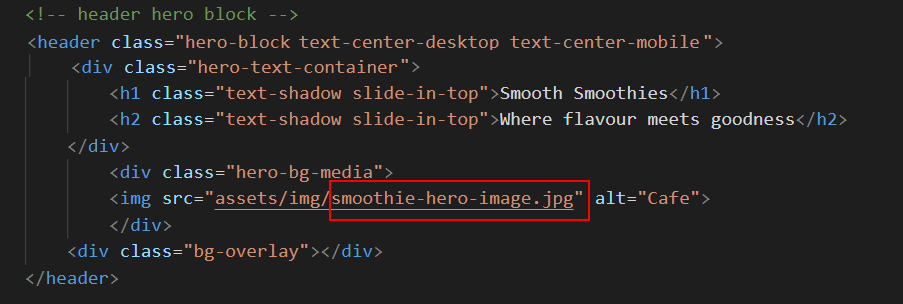 <!-- header hero block -->
<header class="hero-block text-center-desktop text-center-mobile">
<div class="hero-text-container">
<h1 class="text-shadow slide-in-top">Smooth Smoothies</h1>
<h2 class="text-shadow slide-in-top">Where flavour meets goodness</h2>
</div>
<div class="hero-bg-media">
<img src="assets/img/smoothie-hero-image.jpg" alt="Cafe">
</div>
<div class="bg-overlay"></div>
</header>